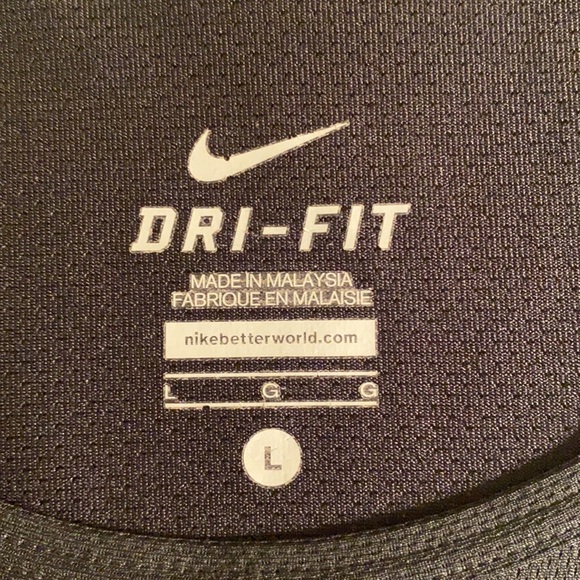 DRI-FIT
MADE IN MALAYSIA
FABRIQUE EN MALAISIE
nikebetterworld.com
L G G
L